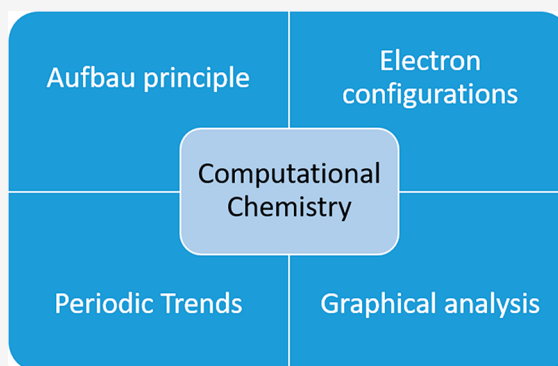 Aufbau principle
Electron
configurations
Computational
Chemistry
Periodic Trends
Graphical analysis